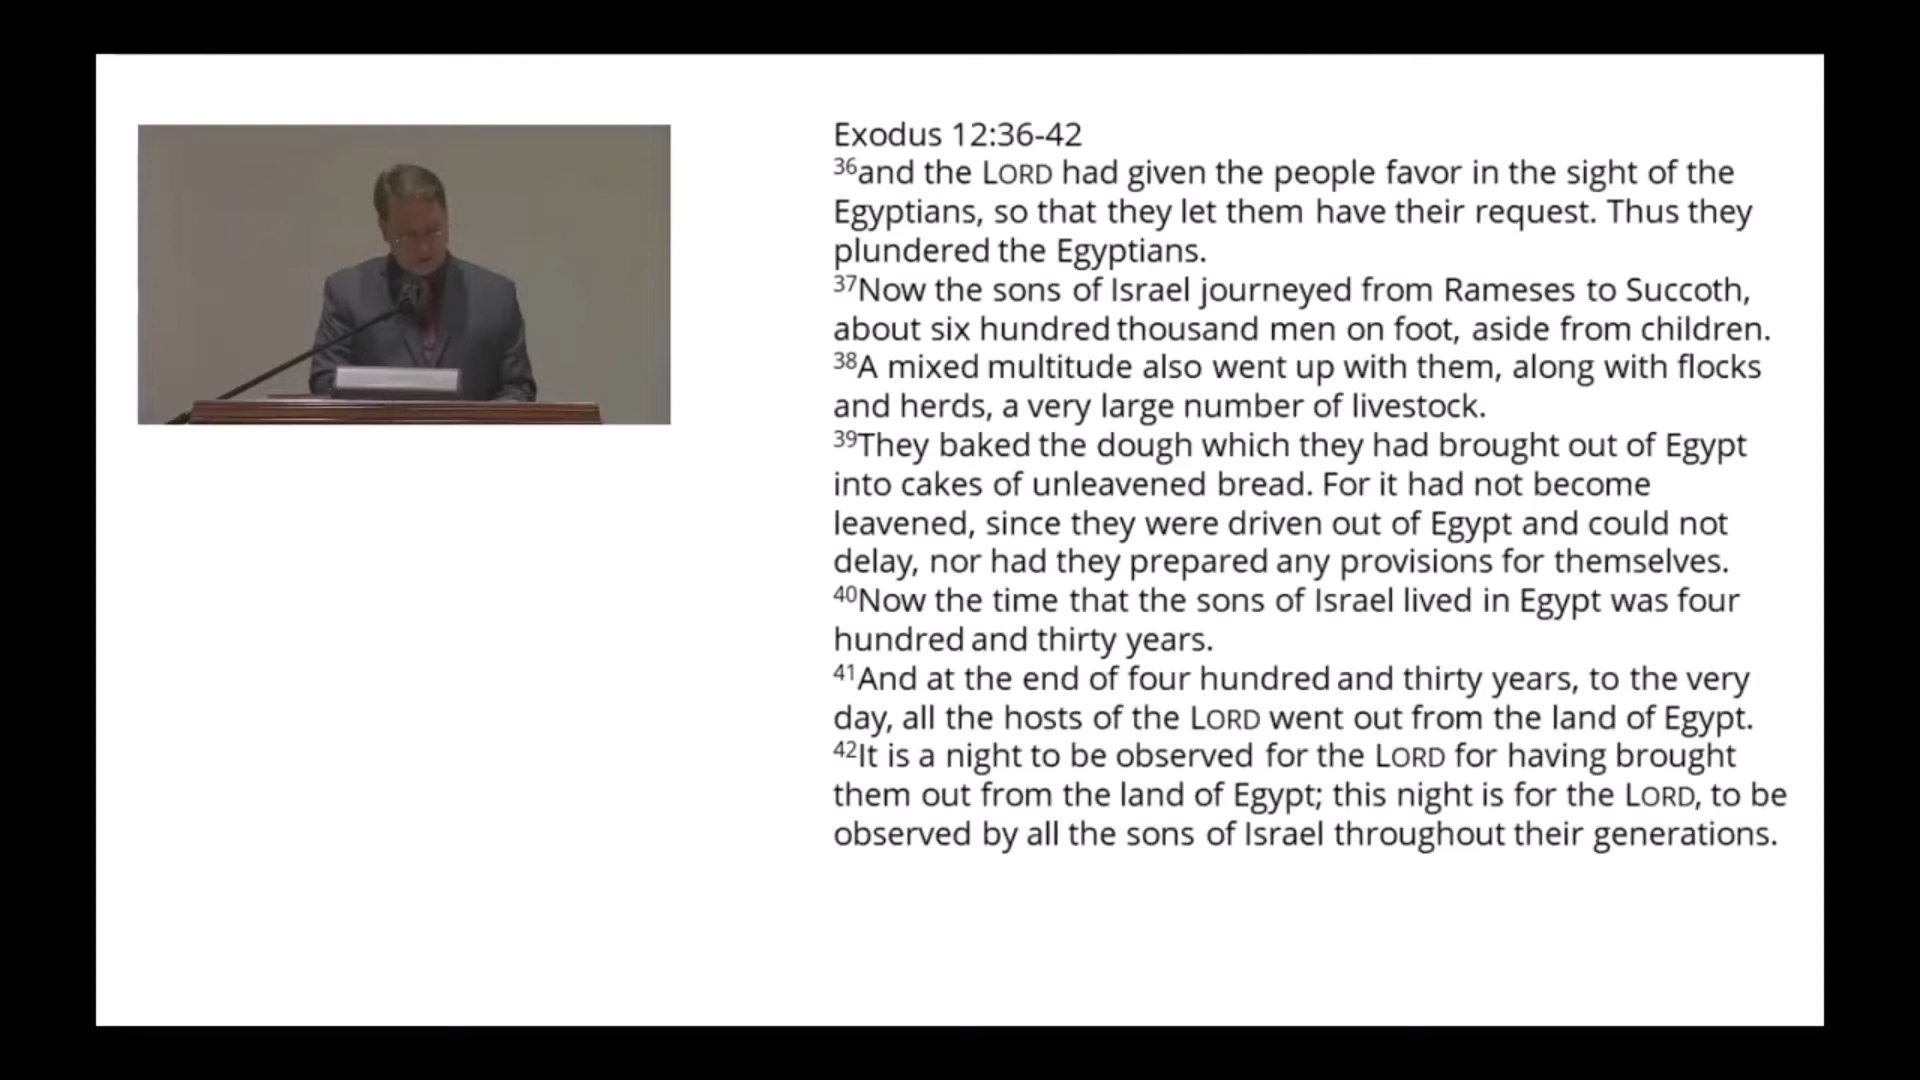 Exodus 12:36-42
36and the LORD had given the people favor in the sight of the
Egyptians, so that they let them have their request. Thus they
plundered the Egyptians.
37Now the sons of Israel journeyed from Rameses to Succoth,
about six hundred thousand men on foot, aside from children.
38A mixed multitude also went up with them, along with flocks
and herds, a very large number of livestock.
39They baked the dough which they had brought out of Egypt
into cakes of unleavened bread. For it had not become
leavened, since they were driven out of Egypt and could not
delay, nor had they prepared any provisions for themselves.
40Now the time that the sons of Israel lived in Egypt was four
hundred and thirty years.
41And at the end of four hundred and thirty years, to the very
day, all the hosts of the LORD went out from the land of Egypt.
42It is a night to be observed for the LORD for having brought
them out from the land of Egypt; this night is for the LORD, to be
observed by all the sons of Israel throughout their generations.